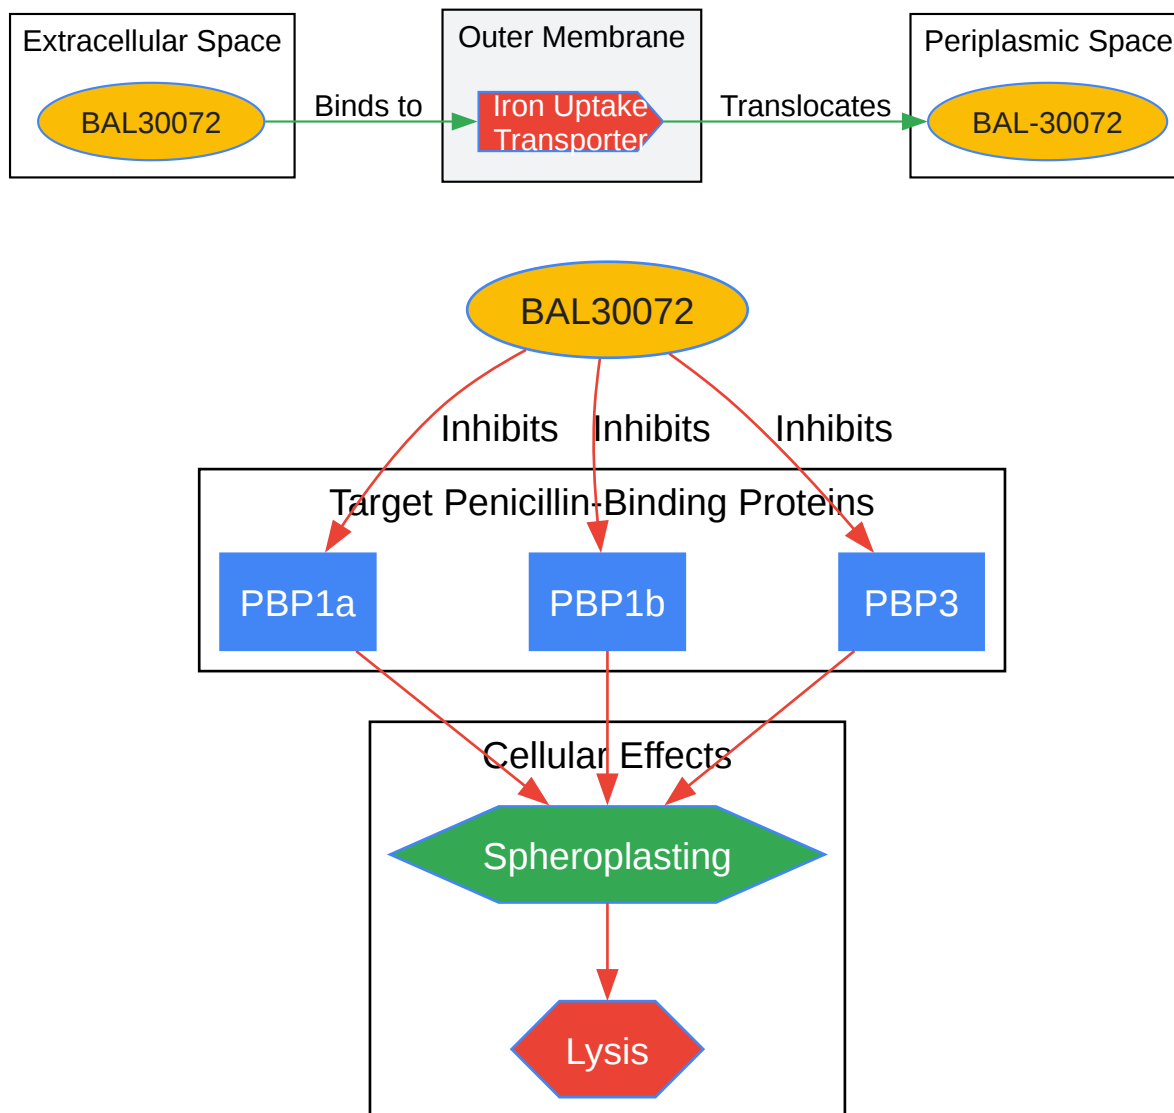 Extracellular Space
Outer Membrane
Periplasmic Space
BAL30072
Binds to
Iron Uptake
Transporter
Translocates
BAL-30072
BAL30072
Inhibits
Inhibits
Inhibits
Target Penicillin-Binding Proteins
PBP1a
PBP1b
PBP3
Cellular Effects
Spheroplasting
Lysis